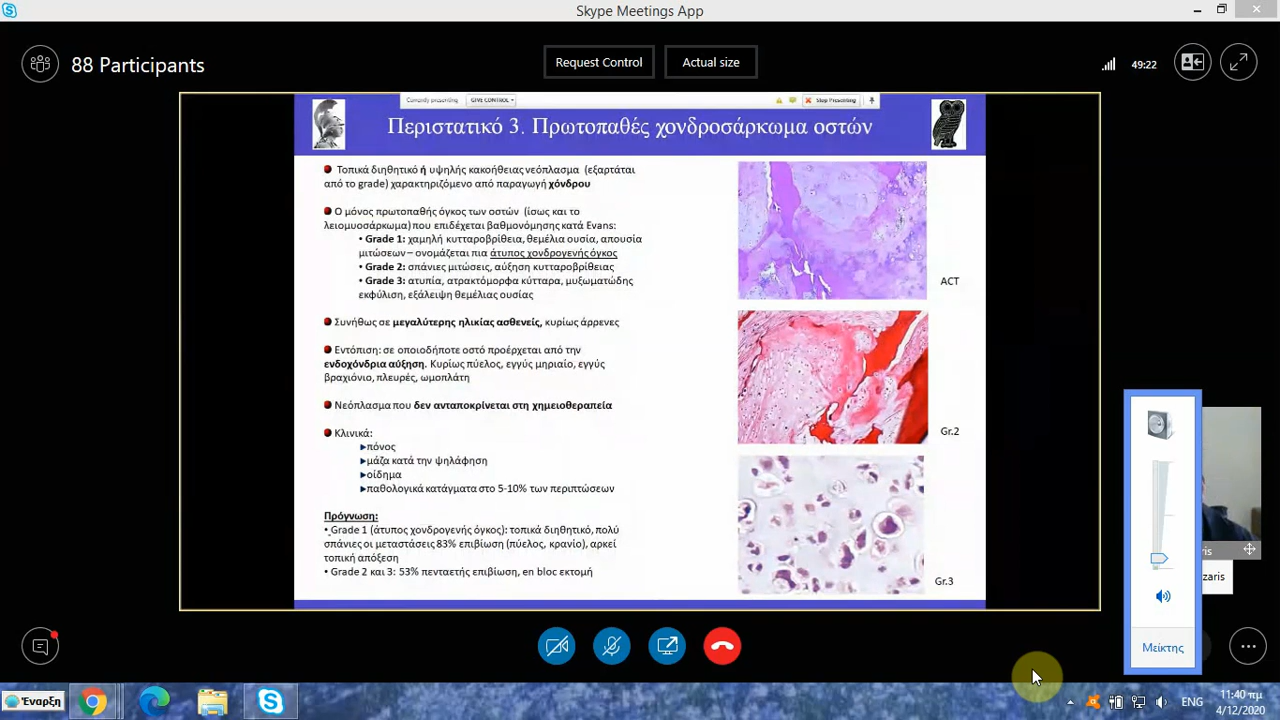 Skype Meetings App
88 Participants
Request Control
Actual size
49:22
Currently presenting
GIVE CONTROL
Stop Presenting
Περιστατικό 3. Πρωτοπαθές χονδροσάρκωμα οστών
Τοπικά διηθητικό ή υψηλής κακοήθειας νεόπλασμα (εξαρτάται
από το grade) χαρακτηριζόμενο από παραγωγή χόνδρου
Ο μόνος πρωτοπαθής όγκος των οστών (ίσως και το
λειομυοσάρκωμα) που επιδέχεται βαθμονόμησης κατά Evans:
• Grade 1: χαμηλή κυτταροβρίθεια, θεμέλια ουσία, απουσία
μιτώσεων – ονομάζεται πια άτυπος χονδρογενής όγκος
• Grade 2: σπάνιες μιτώσεις, αύξηση κυτταροβρίθειας
• Grade 3: ατυπία, ατρακτόμορφα κύτταρα, μυξωματώδης
εκφύλιση, εξάλειψη θεμέλιας ουσίας
Συνήθως σε μεγαλύτερης ηλικίας ασθενείς, κυρίως άρρενες
Εντόπιση: σε οποιοδήποτε οστό προέρχεται από την
ενδοχόνδρια αύξηση. Κυρίως πύελος, εγγύς μηριαίο, εγγύς
βραχιόνιο, πλευρές, ωμοπλάτη
Νεόπλασμα που δεν ανταποκρίνεται στη χημειοθεραπεία
Κλινικά:
πόνος
μάζα κατά την ψηλάφηση
οίδημα
παθολογικά κατάγματα στο 5-10% των περιπτώσεων
Πρόγνωση:
• Grade 1 (άτυπος χονδρογενής όγκος): τοπικά διηθητικό, πολύ
σπάνιες οι μεταστάσεις 83% επιβίωση (πύελος, κρανίο), αρκεί
τοπική απόξεση
• Grade 2 και 3: 53% πενταετής επιβίωση, en bloc εκτομή
ACT
Gr.2
Gr.3
ris
zaris
Μείκτης
Έναρξη
ENG
11:40 πμ
4/12/2020